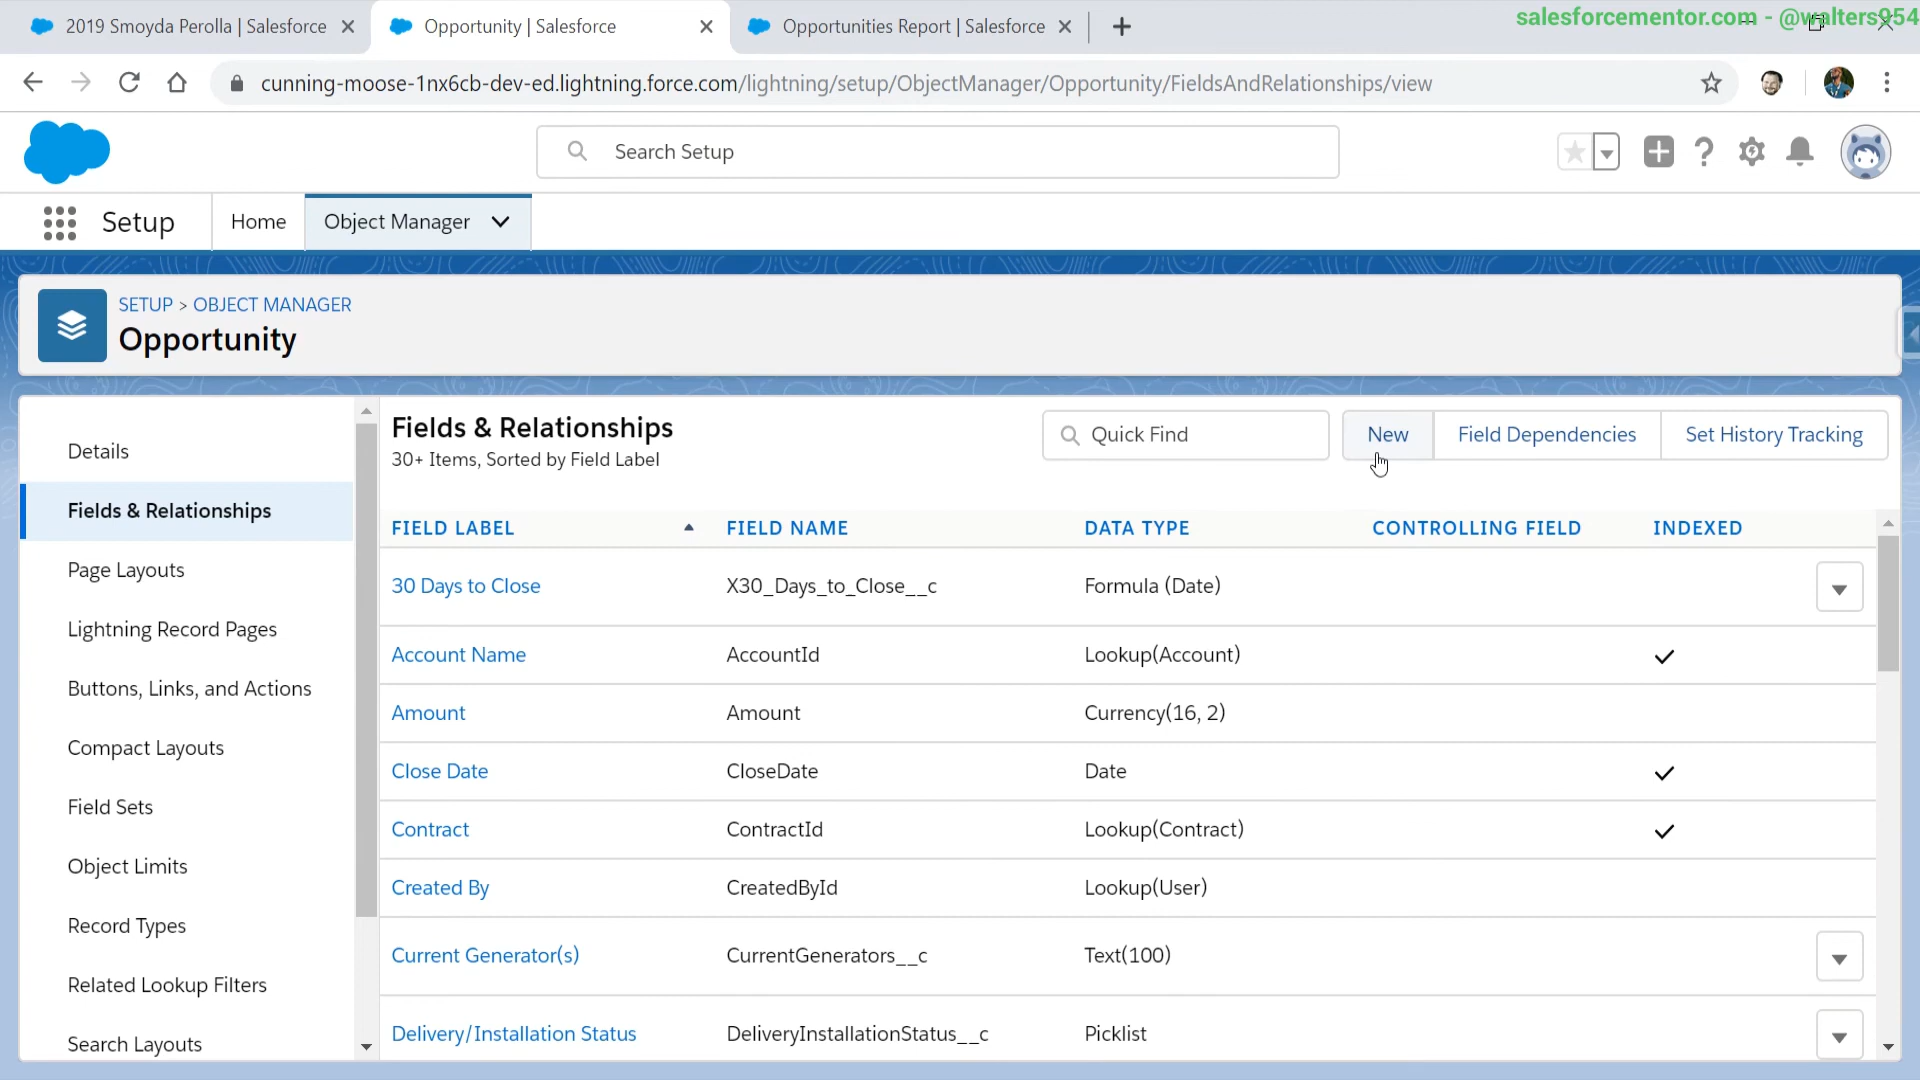 2019 Smoyda Perolla | Salesforce
Opportunity | Salesforce
Opportunities Report | Salesforce
salesforcementor.com - @walters954
cunning-moose-1nx6cb-dev-ed.lightning.force.com/lightning/setup/ObjectManager/Opportunity/FieldsAndRelationships/view
Search Setup
Setup
Home
Object Manager
SETUP > OBJECT MANAGER
Opportunity
Details
Fields & Relationships
Page Layouts
Lightning Record Pages
Buttons, Links, and Actions
Compact Layouts
Field Sets
Object Limits
Record Types
Related Lookup Filters
Search Layouts
Fields & Relationships
30+ Items, Sorted by Field Label
Quick Find
New
Field Dependencies
Set History Tracking
FIELD LABEL FIELD NAME DATA TYPE CONTROLLING FIELD INDEXED
30 Days to Close X30_Days_to_Close__c Formula (Date)
Account Name AccountId Lookup(Account)
Amount Amount Currency(16, 2)
Close Date CloseDate Date
Contract ContractId Lookup(Contract)
Created By CreatedById Lookup(User)
Current Generator(s) CurrentGenerators__c Text(100)
Delivery/Installation Status DeliveryInstallationStatus__c Picklist